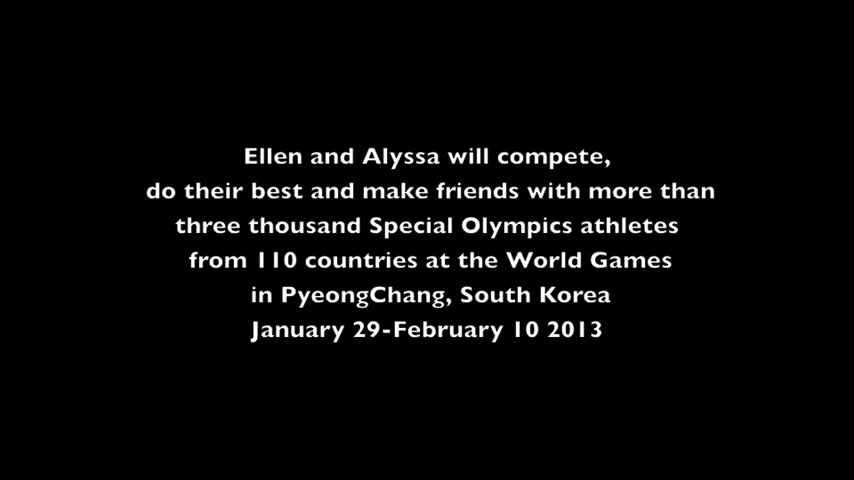 Ellen and Alyssa will compete,
do their best and make friends with more than
three thousand Special Olympics athletes
from 110 countries at the World Games
in PyeongChang, South Korea
January 29-February 10 2013